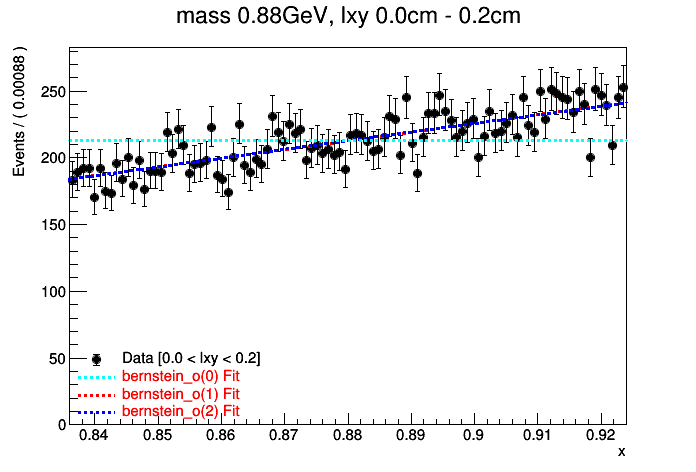 mass 0.88GeV, lxy 0.0cm - 0.2cm
Events / ( 0.00088 )
250
200
150
100
50
0
Data [0.0 < lxy < 0.2]
bernstein_o(0) Fit
bernstein_o(1) Fit
bernstein_o(2) Fit
0.84 0.85 0.86 0.87 0.88 0.89 0.9 0.91 0.92
x